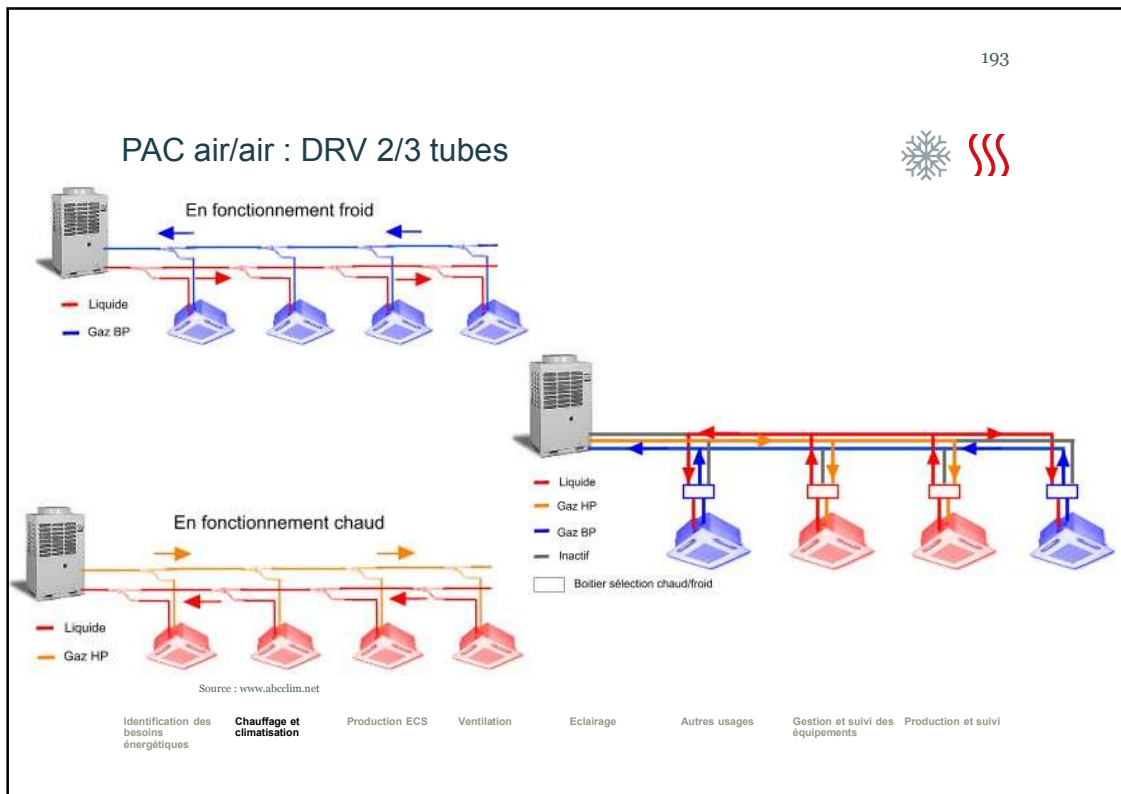 193
PAC air/air : DRV 2/3 tubes
En fonctionnement froid
Liquide
Gaz BP
En fonctionnement chaud
Liquide
Gaz HP
Liquide
Gaz HP
Gaz BP
Inactif
Boitier sélection chaud/froid
Source : www.abcclim.net
Identification des
besoins
énergétiques
Chauffage et
climatisation
Production ECS
Ventilation
Eclairage
Autres usages
Gestion et suivi des
équipements
Production et suivi